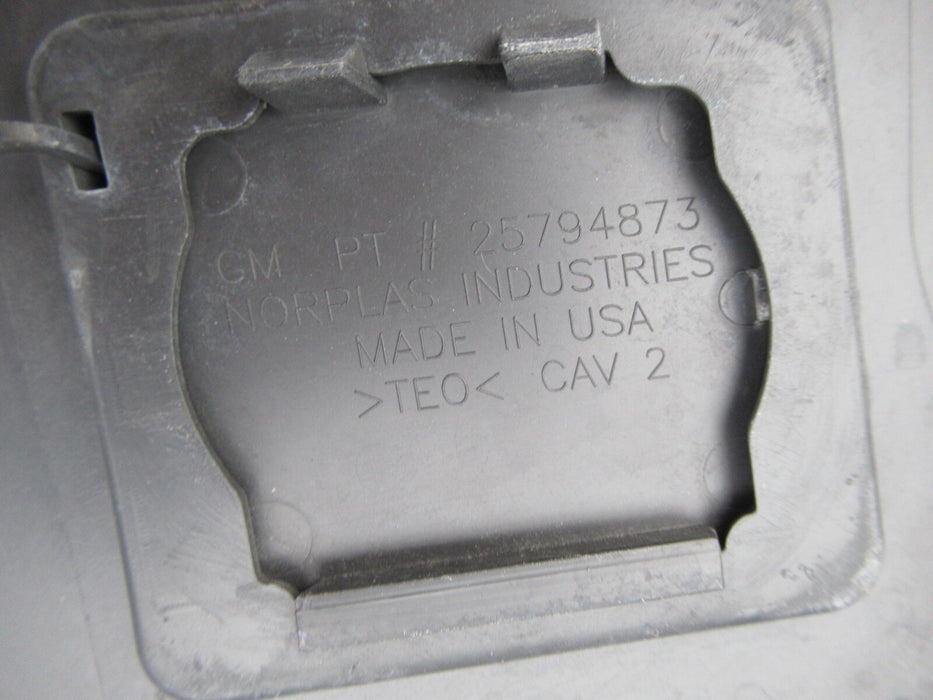 GM PT # 25794873
NORPLAS INDUSTRIES
MADE IN USA
>TEO< CAV 2